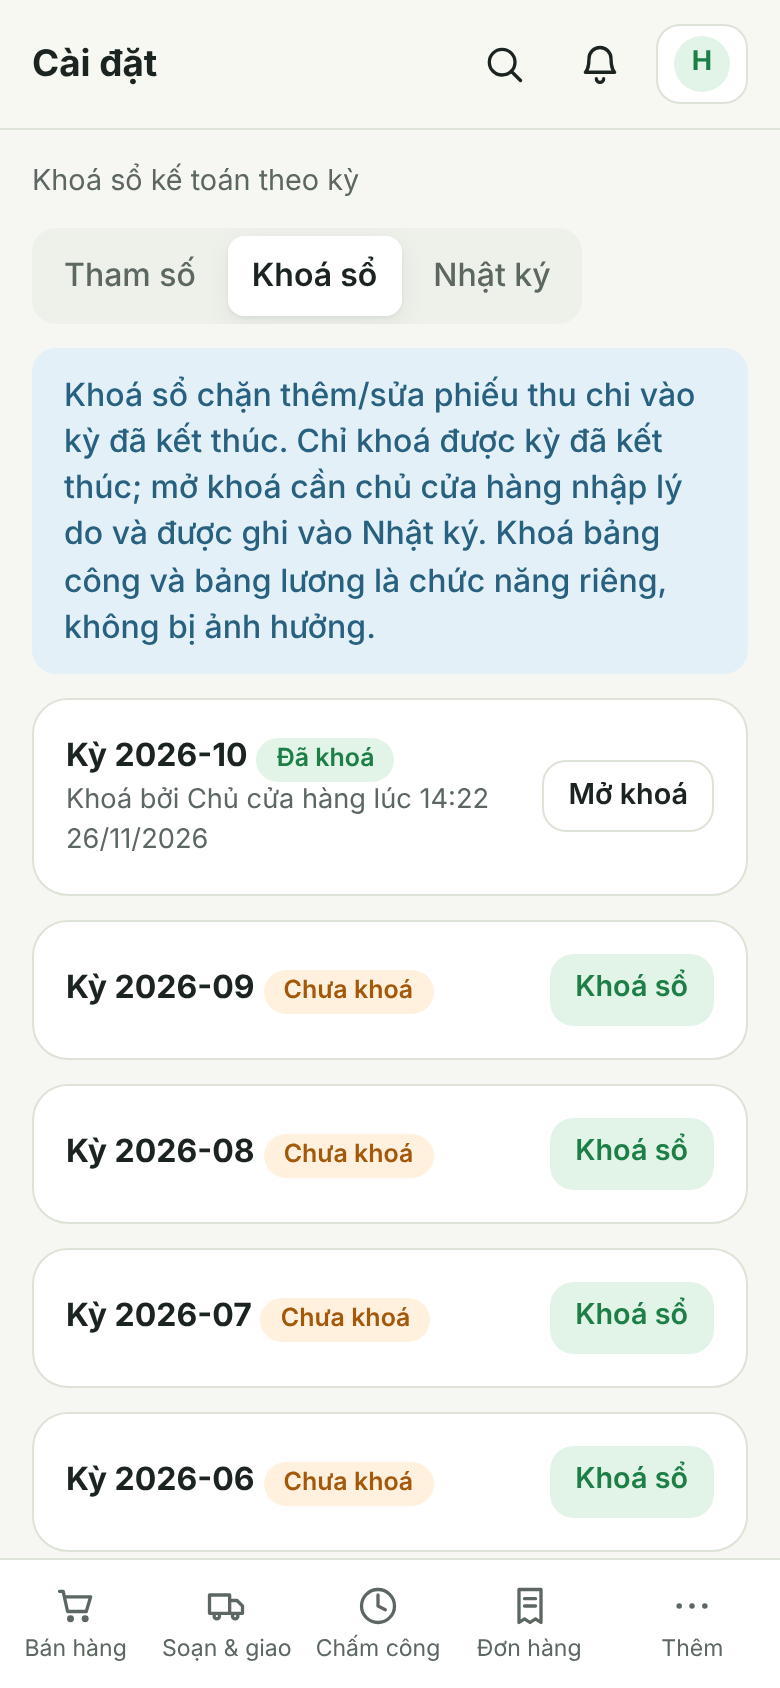 Cài đặt
H
Khoá sổ kế toán theo kỳ
Tham số
Khoá sổ
Nhật ký
Khoá sổ chặn thêm/sửa phiếu thu chi vào
kỳ đã kết thúc. Chỉ khoá được kỳ đã kết
thúc; mở khoá cần chủ cửa hàng nhập lý
do và được ghi vào Nhật ký. Khoá bảng
công và bảng lương là chức năng riêng,
không bị ảnh hưởng.
Kỳ 2026-10 Đã khoá
Khoá bởi Chủ cửa hàng lúc 14:22
26/11/2026
Mở khoá
Kỳ 2026-09 Chưa khoá
Khoá sổ
Kỳ 2026-08 Chưa khoá
Khoá sổ
Kỳ 2026-07 Chưa khoá
Khoá sổ
Kỳ 2026-06 Chưa khoá
Khoá sổ
Bán hàng
Soạn & giao
Chấm công
Đơn hàng
Thêm